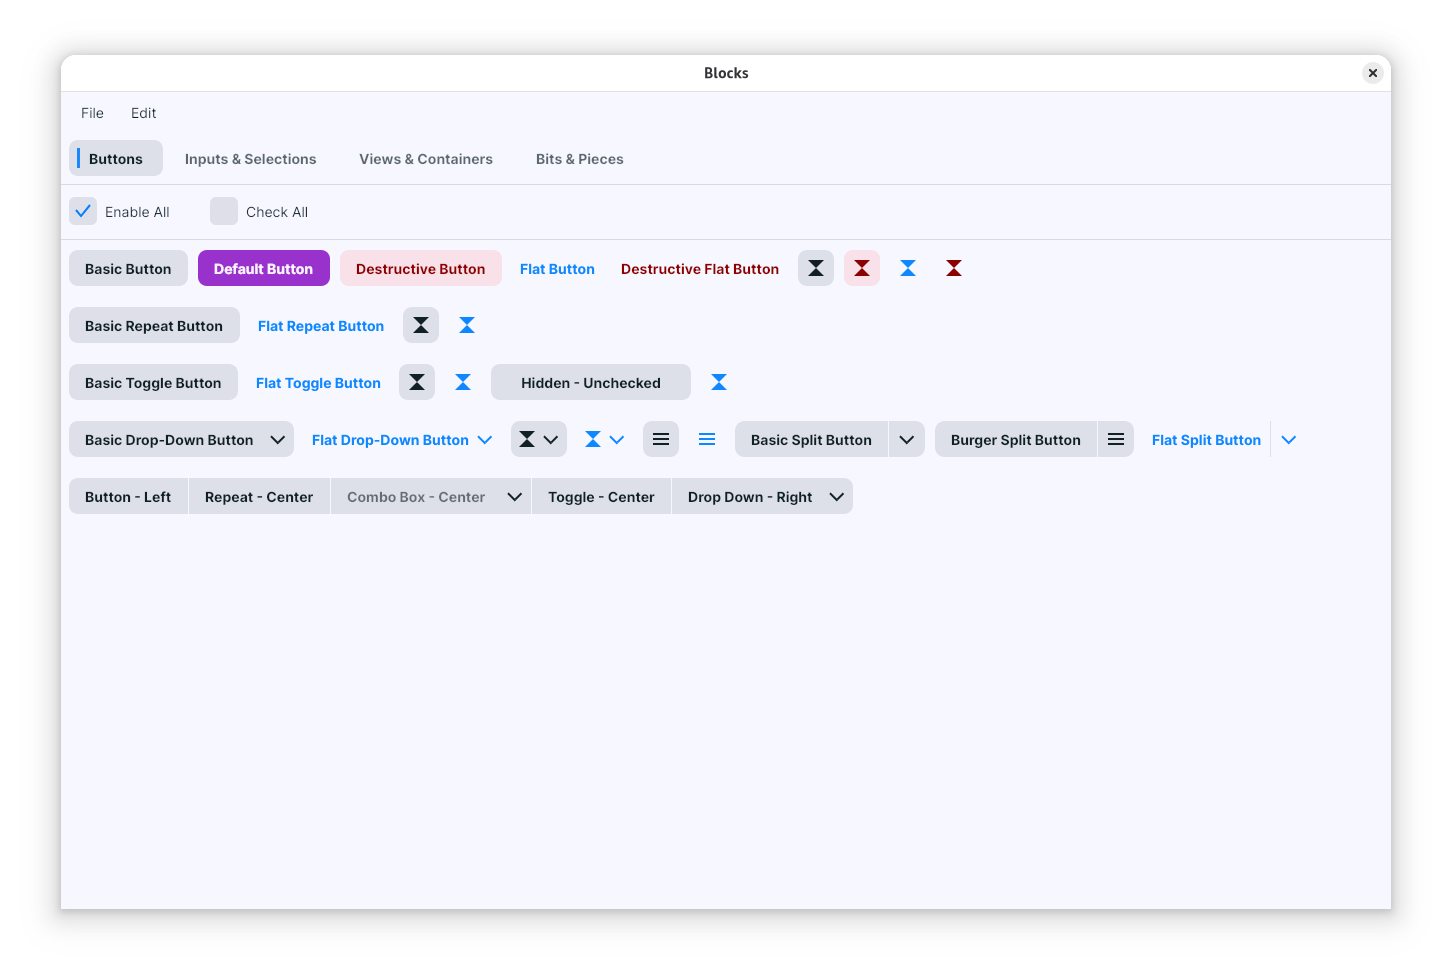 Blocks
File Edit
Buttons Inputs & Selections Views & Containers Bits & Pieces
Enable All Check All
Basic Button Default Button Destructive Button Flat Button Destructive Flat Button
Basic Repeat Button Flat Repeat Button
Basic Toggle Button Flat Toggle Button Hidden - Unchecked
Basic Drop-Down Button Flat Drop-Down Button Basic Split Button Burger Split Button Flat Split Button
Button - Left Repeat - Center Combo Box - Center Toggle - Center Drop Down - Right